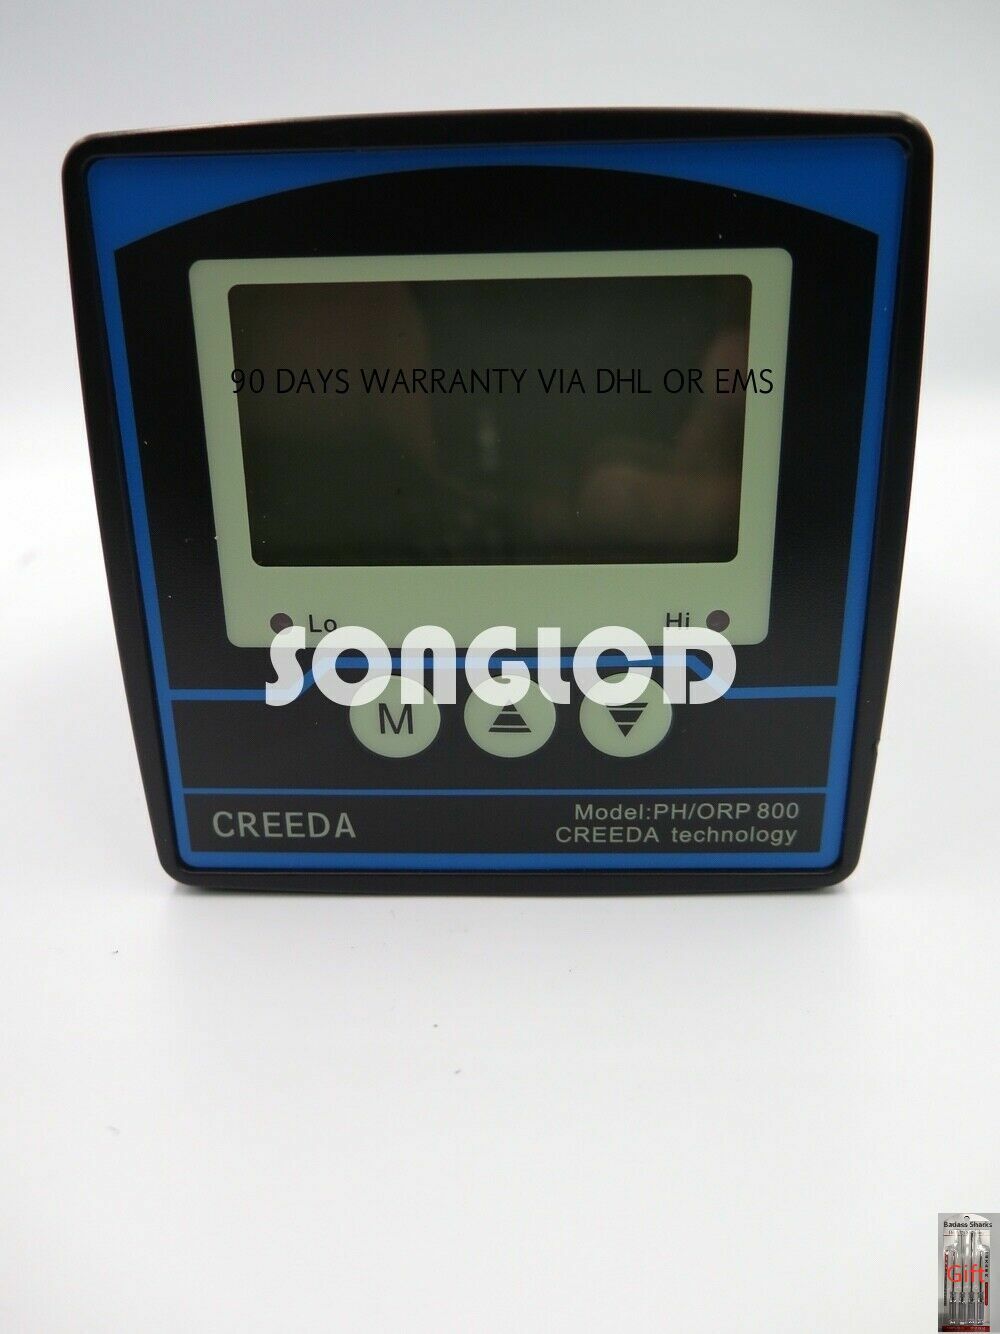 90 DAYS WARRANTY VIA DHL OR EMS
Lo
Hi
SONGLCD
M
CREEDA
Model:PH/ORP 800
CREEDA technology
Badass Sharks
Gift